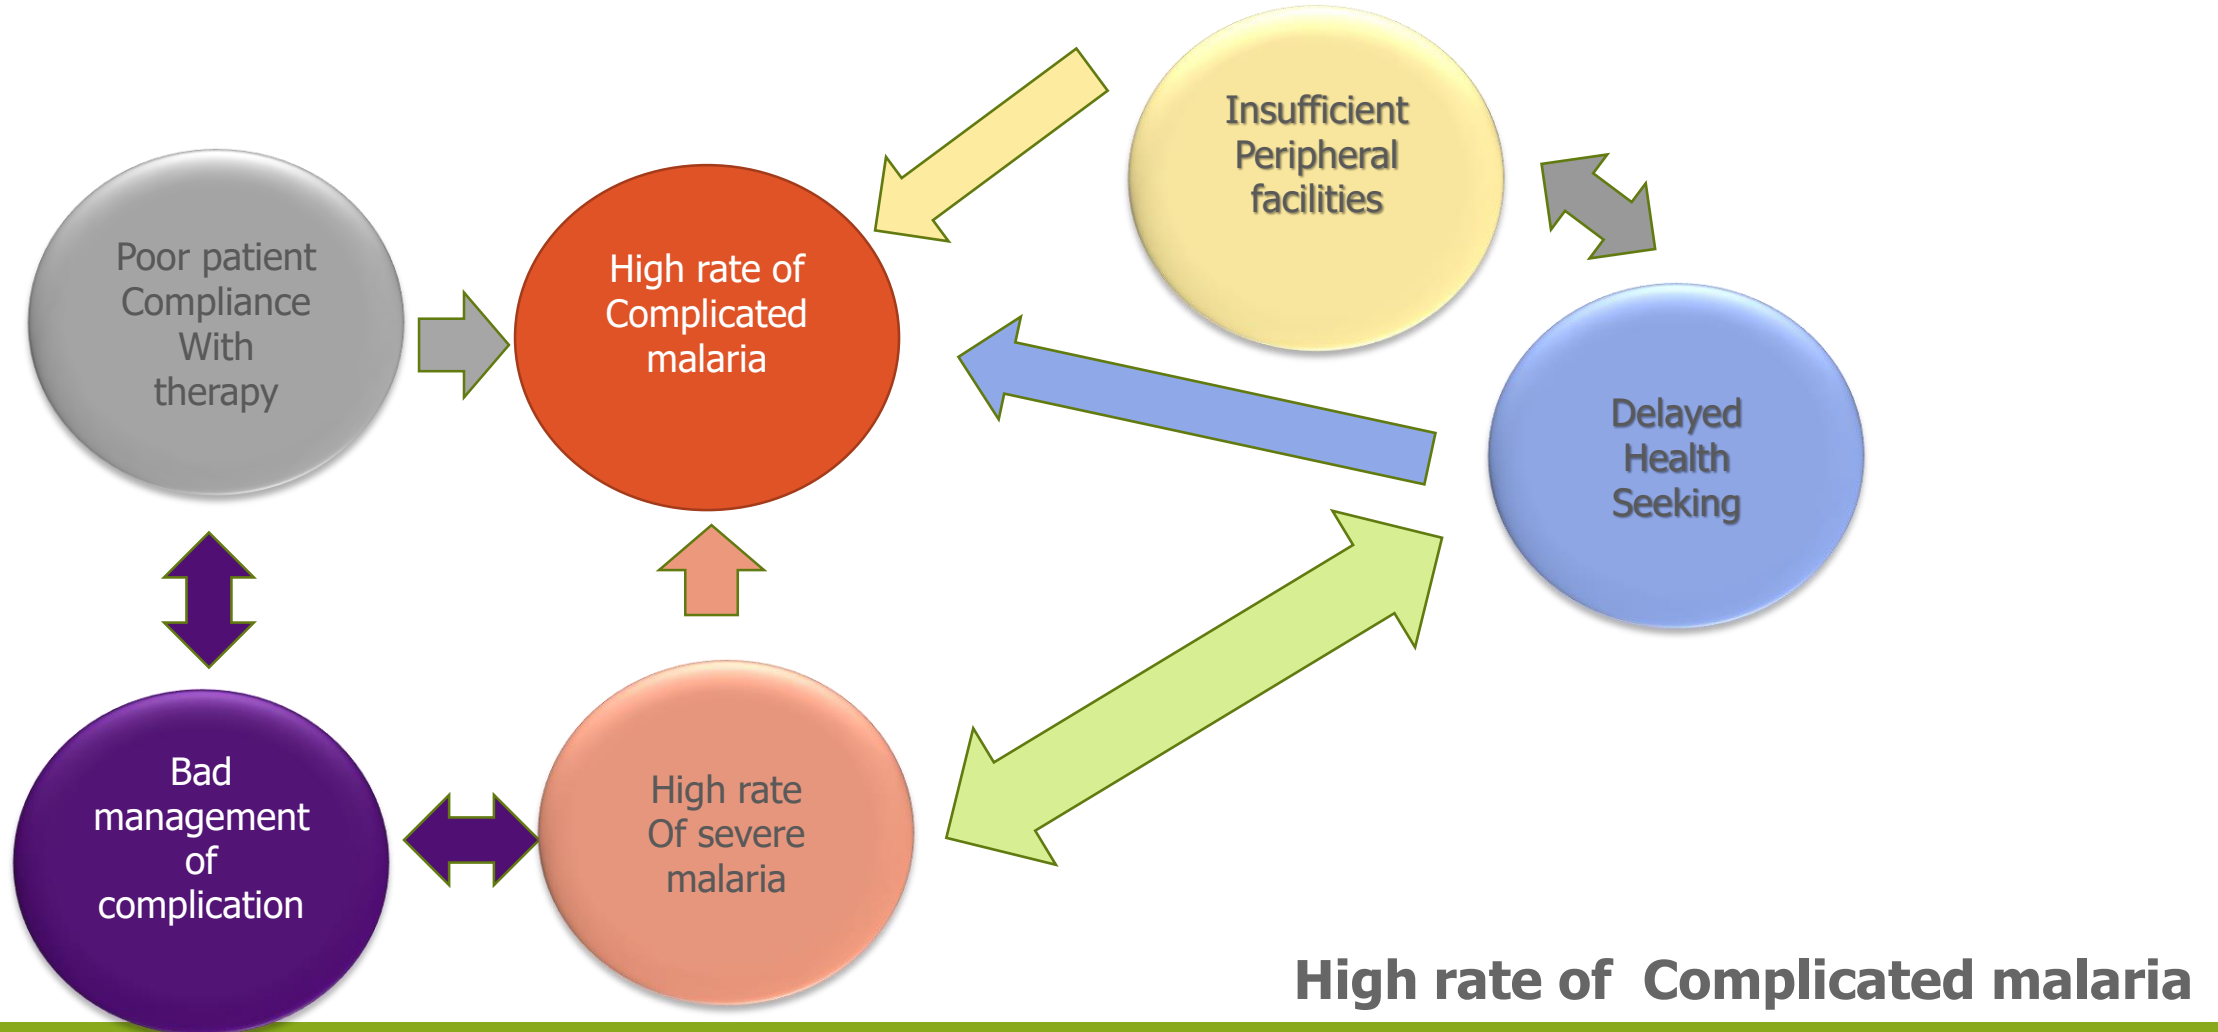 Insufficient
Peripheral
facilities
Poor patient
Compliance
With
therapy
High rate of
Complicated
malaria
Delayed
Health
Seeking
Bad
management
of
complication
High rate
Of severe
malaria
High rate of  Complicated malaria